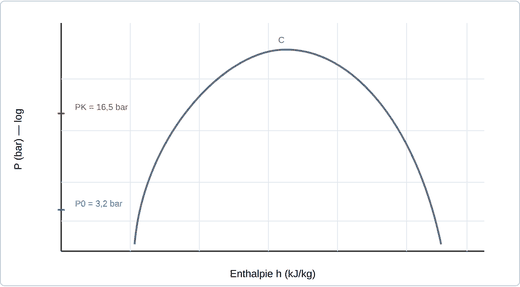 C
PK = 16,5 bar
P (bar) — log
P0 = 3,2 bar
Enthalpie h (kJ/kg)